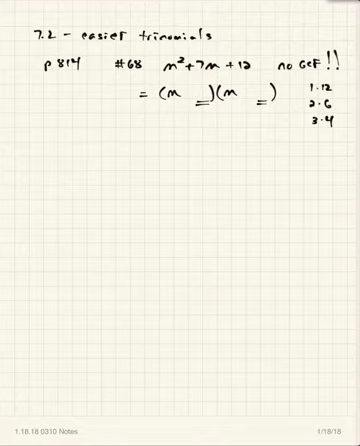 7.2 - easier trinomials
p 814 #68 m²+7m+12 no GCF!!
= (m _)(m _) 1·12
2·6
3·4
1.18.18 0310 Notes 1/18/18